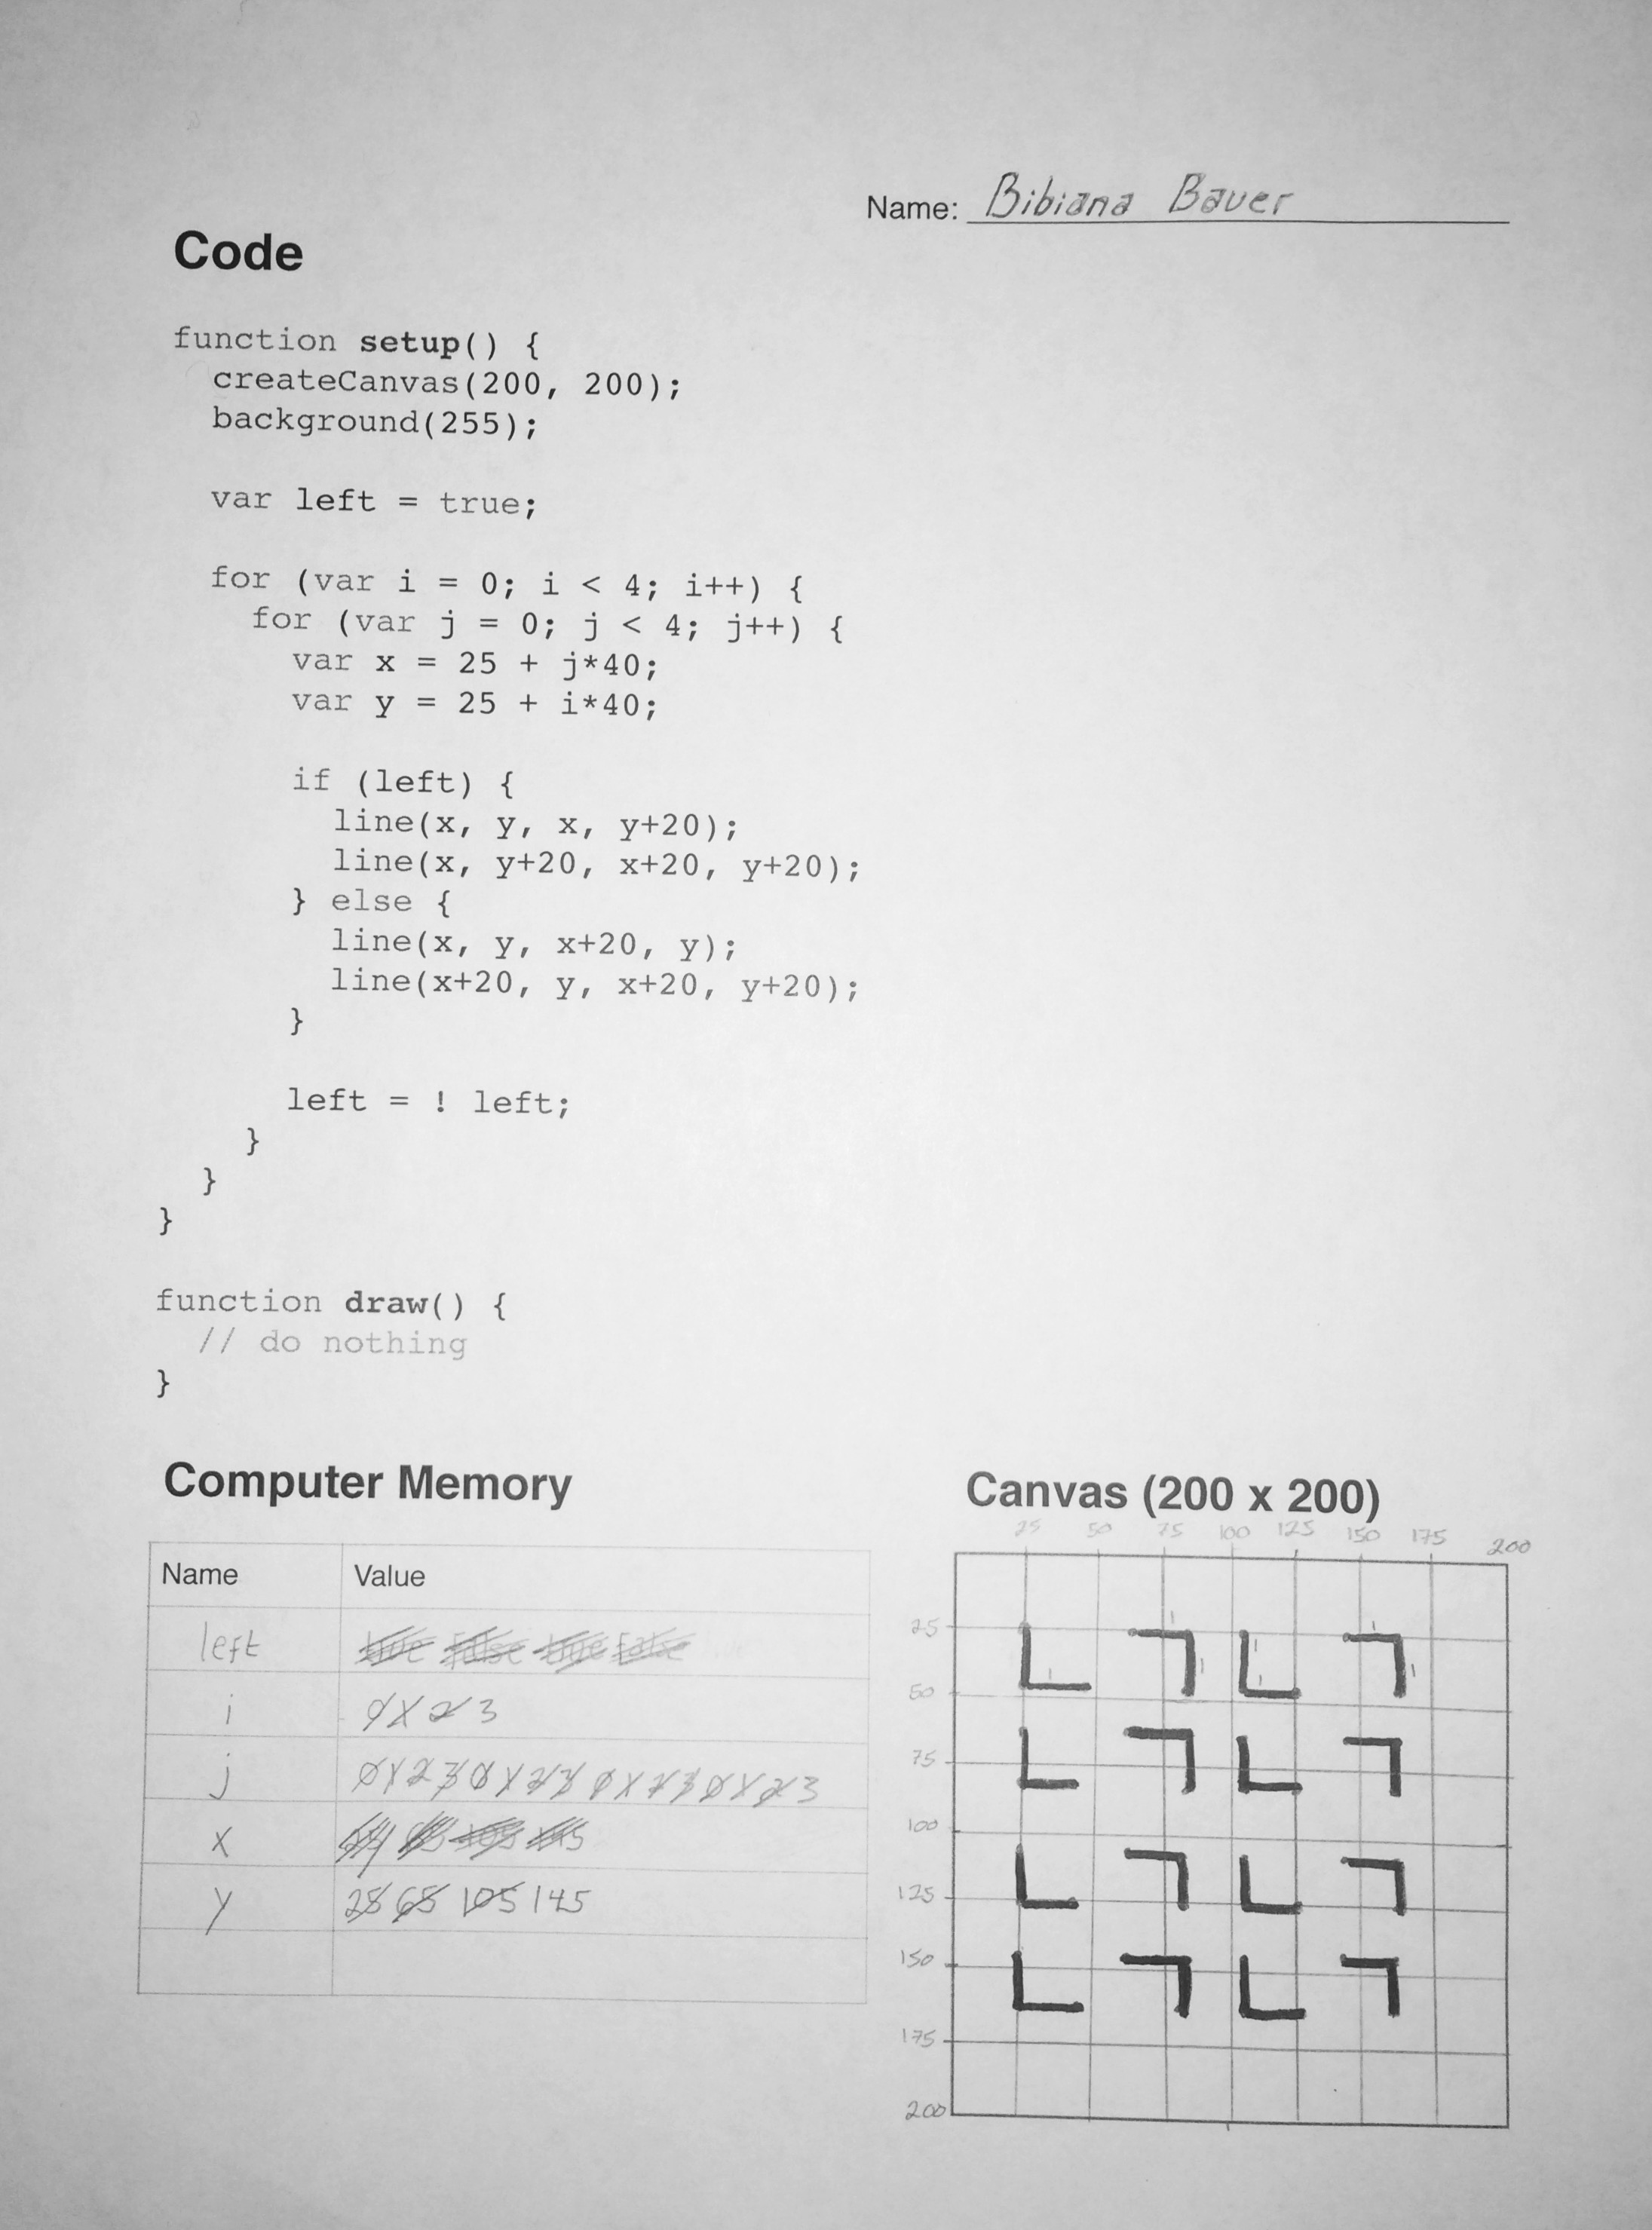 Name: Bibiana Bauer
Code
function setup() {
createCanvas(200, 200);
background(255);
var left = true;
for (var i = 0; i < 4; i++) {
for (var j = 0; j < 4; j++) {
var x = 25 + j*40;
var y = 25 + i*40;
if (left) {
line(x, y, x, y+20);
line(x, y+20, x+20, y+20);
} else {
line(x, y, x+20, y);
line(x+20, y, x+20, y+20);
}
left = ! left;
}
}
}
function draw() {
// do nothing
}
Computer Memory
Name Value
left true false true false
i 0 1 2 3
j 0 1 2 3 0 1 2 3 0 1 2 3 0 1 2 3
x 105
y 25 65 105 145
Canvas (200 x 200)
25 50 75 100 125 150 175 200
25
50
75
100
125
150
175
200